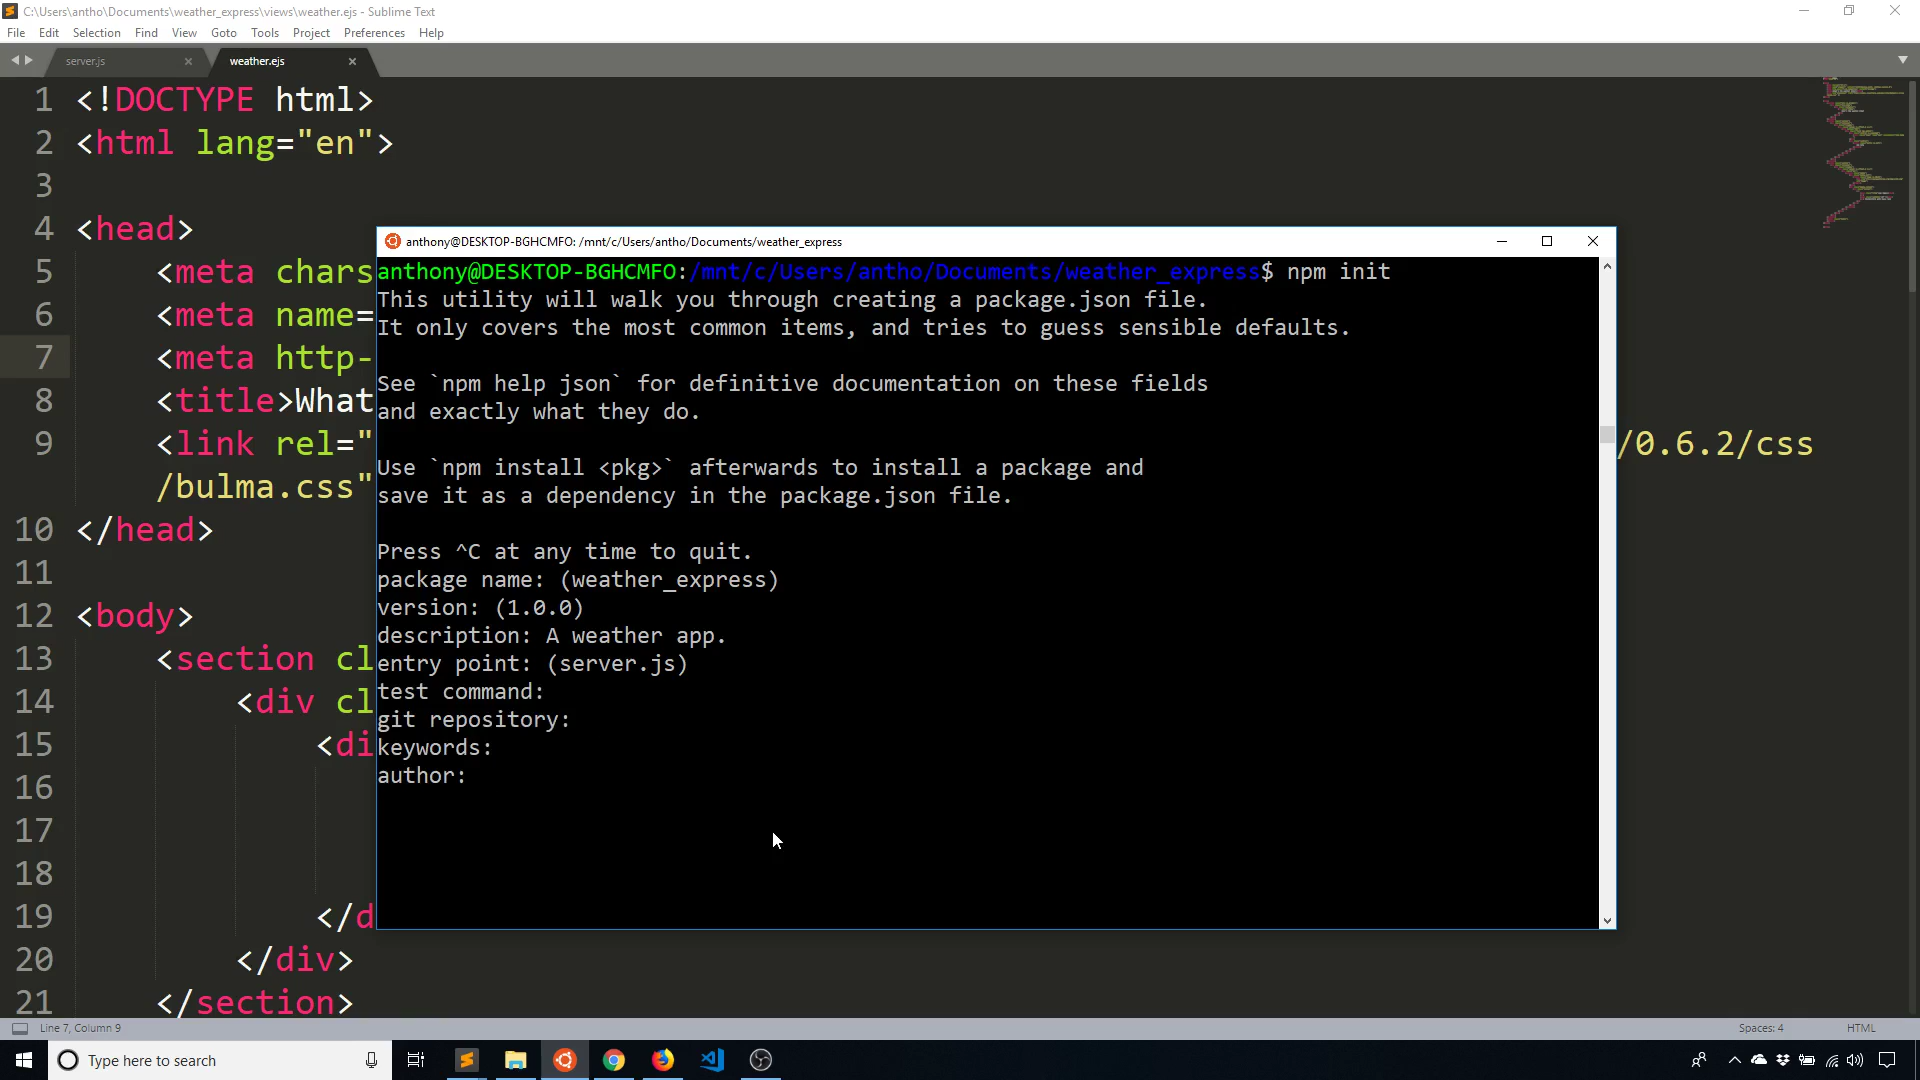 C:\Users\antho\Documents\weather_express\views\weather.ejs - Sublime Text
File Edit Selection Find View Goto Tools Project Preferences Help
server.js
weather.ejs
1 <!DOCTYPE html>
2 <html lang="en">
3
4 <head>
5 <meta chars
6 <meta name=
7 <meta http-
8 <title>What
9 <link rel=" /0.6.2/css
/bulma.css"
10 </head>
11
12 <body>
13 <section cl
14 <div cl
15 <di
16
17
18
19 </d
20 </div>
21 </section>
anthony@DESKTOP-BGHCMFO: /mnt/c/Users/antho/Documents/weather_express
anthony@DESKTOP-BGHCMFO:/mnt/c/Users/antho/Documents/weather_express$ npm init
This utility will walk you through creating a package.json file.
It only covers the most common items, and tries to guess sensible defaults.
See `npm help json` for definitive documentation on these fields
and exactly what they do.
Use `npm install <pkg>` afterwards to install a package and
save it as a dependency in the package.json file.
Press ^C at any time to quit.
package name: (weather_express)
version: (1.0.0)
description: A weather app.
entry point: (server.js)
test command:
git repository:
keywords:
author:
Line 7, Column 9
Spaces: 4
HTML
Type here to search